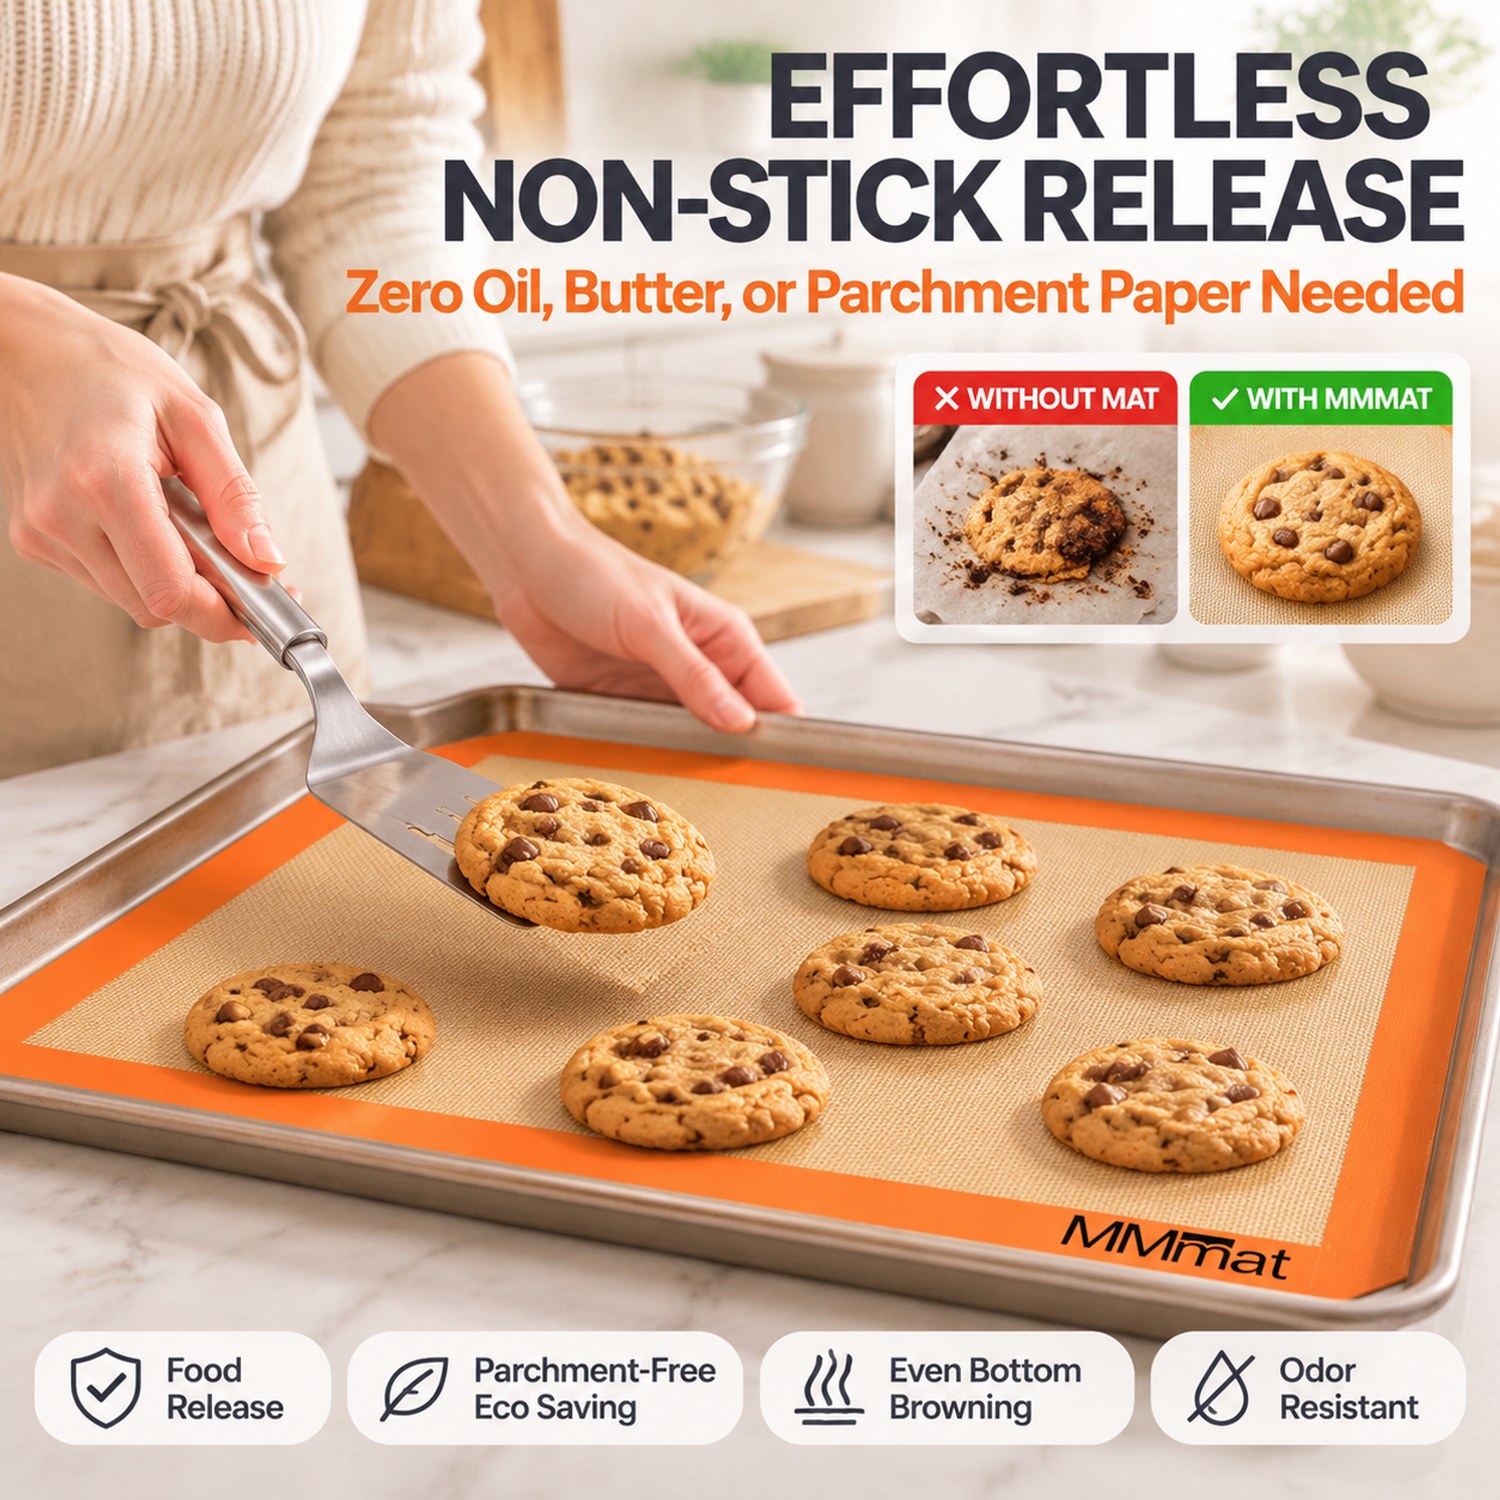 EFFORTLESS
NON-STICK RELEASE
Zero Oil, Butter, or Parchment Paper Needed
WITHOUT MAT
WITH MMMAT
MMmat
Food
Release
Parchment-Free
Eco Saving
Even Bottom
Browning
Odor
Resistant